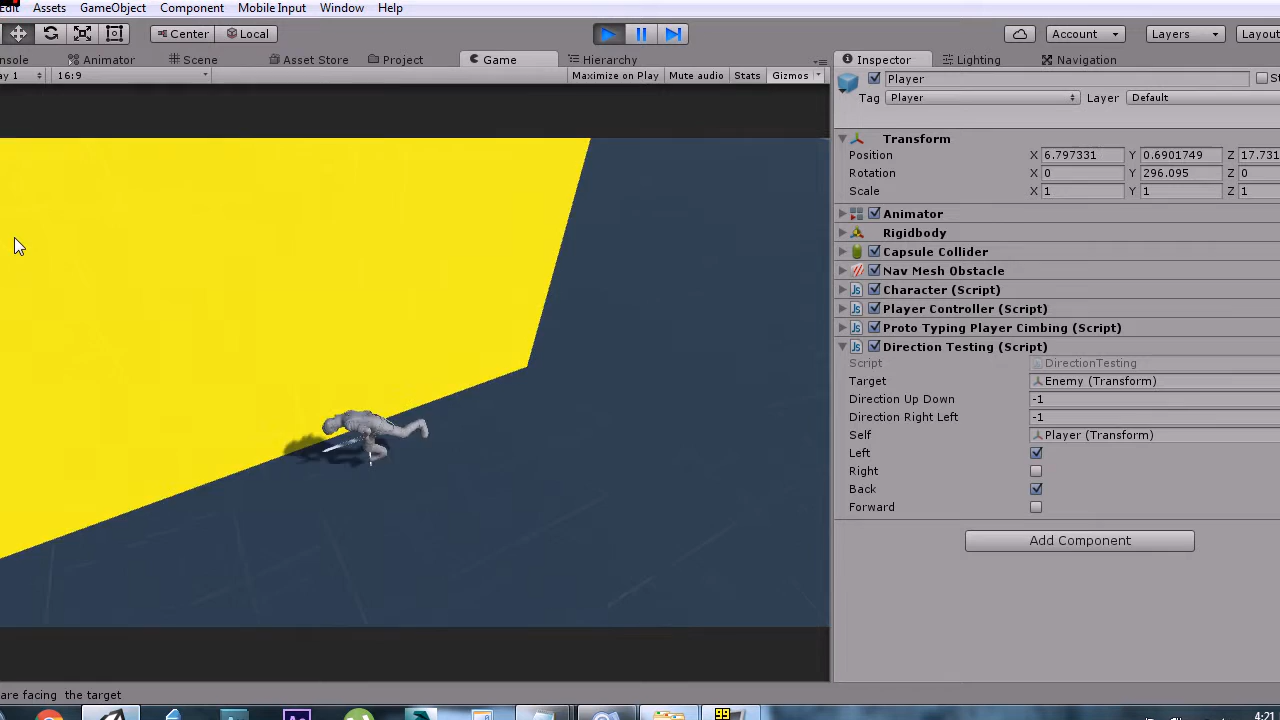 Edit Assets GameObject Component Mobile Input Window Help
Center Local Account Layers Layout
nsole Animator Scene Asset Store Project Game Hierarchy Inspector Lighting Navigation
ay 1 16:9 Maximize on Play Mute audio Stats Gizmos
Player St
Tag Player Layer Default
Transform
Position X 6.797331 Y 0.6901749 Z 17.731
Rotation X 0 Y 296.095 Z 0
Scale X 1 Y 1 Z 1
Animator
Rigidbody
Capsule Collider
Nav Mesh Obstacle
Character (Script)
Player Controller (Script)
Proto Typing Player Cimbing (Script)
Direction Testing (Script)
Script DirectionTesting
Target Enemy (Transform)
Direction Up Down -1
Direction Right Left -1
Self Player (Transform)
Left
Right
Back
Forward
Add Component
are facing the target
Ae 99 4:21